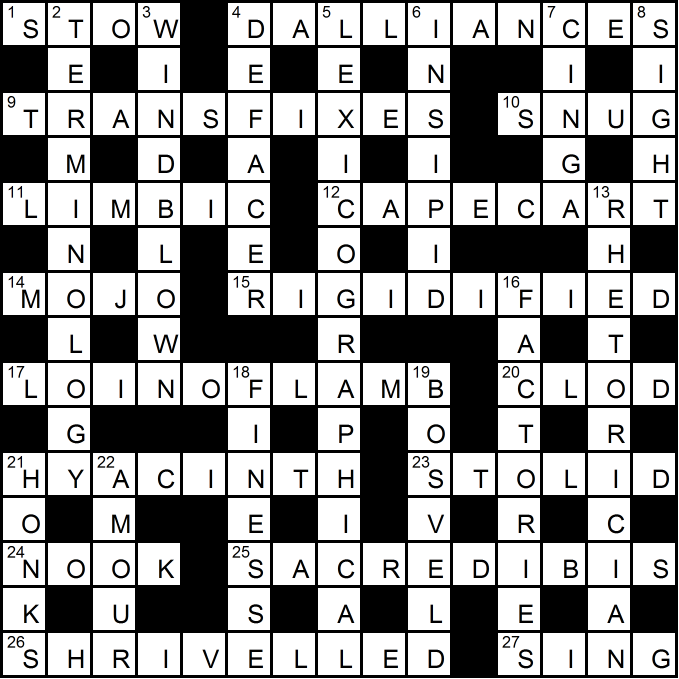 1 2 3 4 5 6 7 8
S T O W D A L L I A N C E S
E I E E N I I
9 10
T R A N S F I X E S S N U G
M D A I I G H
11 12 13
L I M B I C C A P E C A R T
N L E O I H
14 15 16
M O J O R I G I D I F I E D
L W R A T
17 18 19 20
L O I N O F L A M B C L O D
G I P O T R
21 22 23
H Y A C I N T H S T O L I D
O M E I V R C
24 25
N O O K S A C R E D I B I S
K U S A L E A
26 27
S H R I V E L L E D S I N G